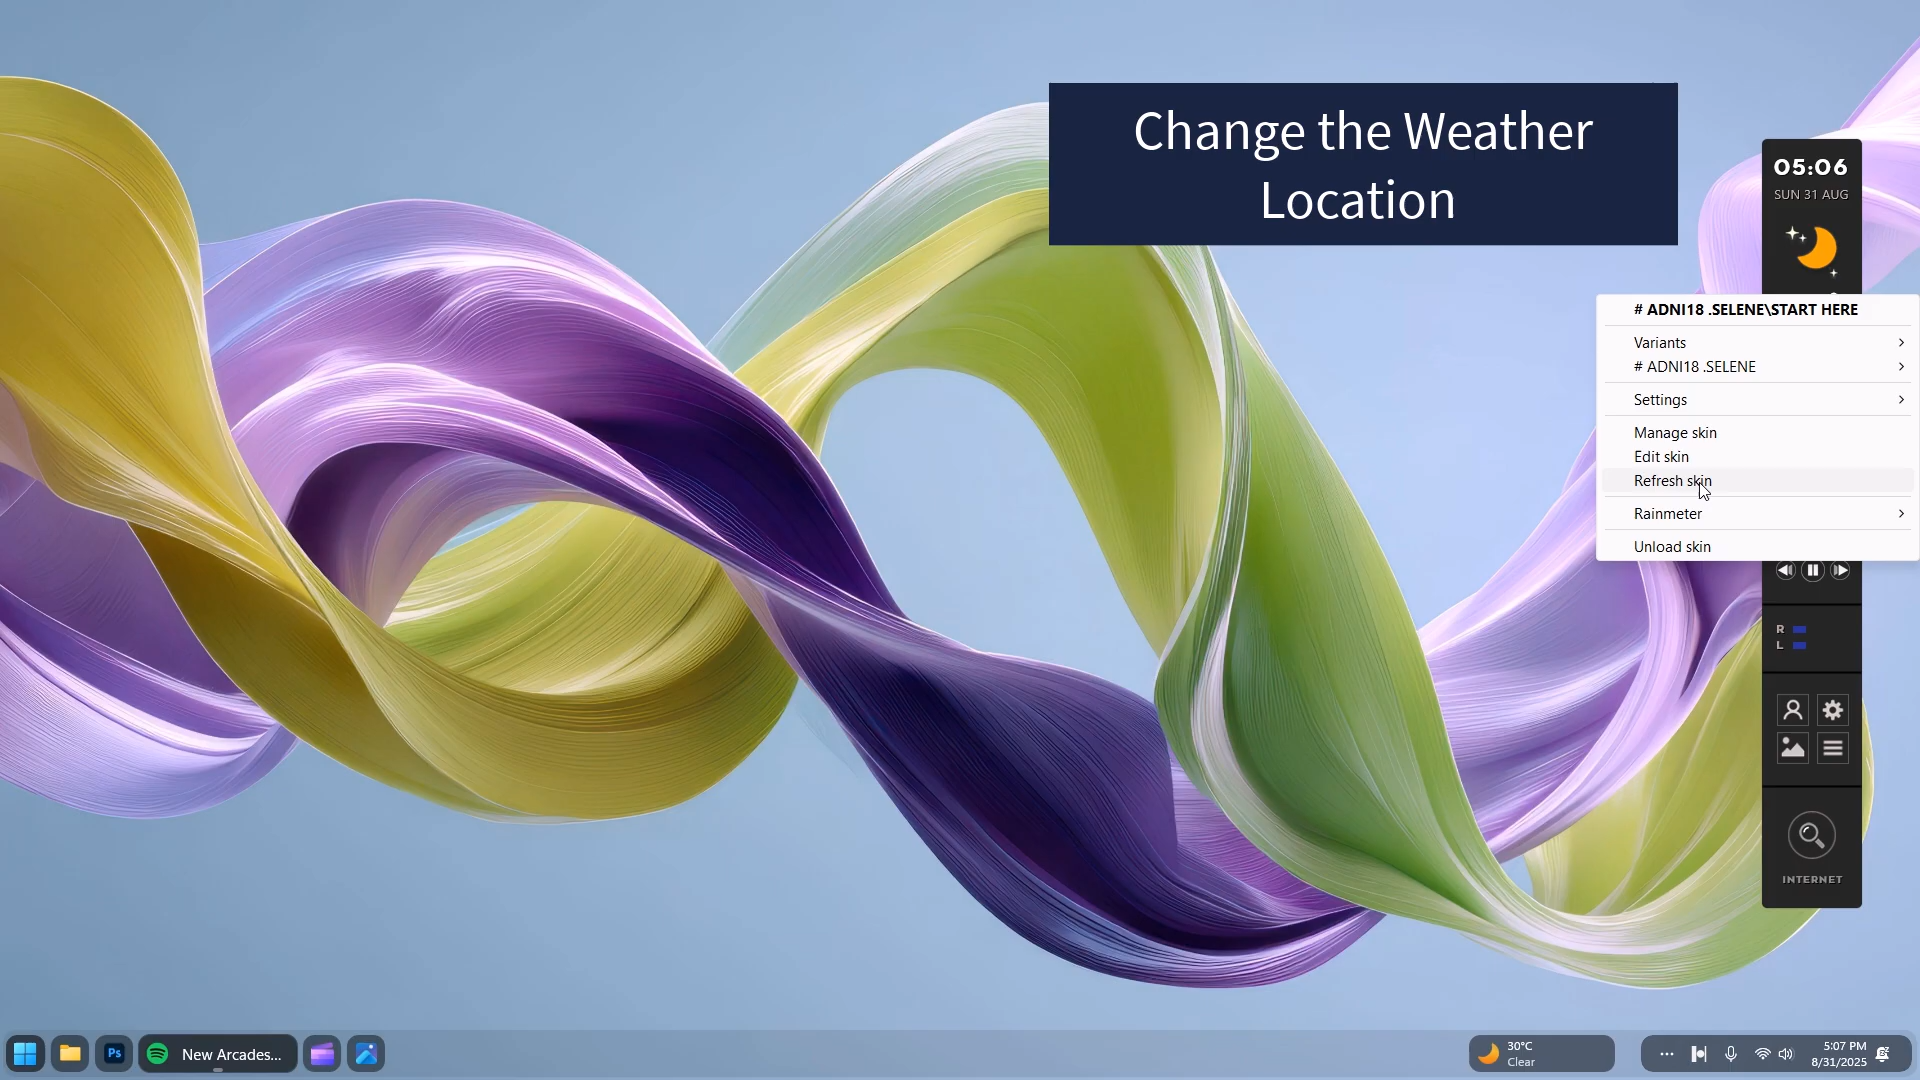 Change the Weather
Location
05:06
SUN 31 AUG
# ADNI18 .SELENE\START HERE
Variants
# ADNI18 .SELENE
Settings
Manage skin
Edit skin
Refresh skin
Rainmeter
Unload skin
R
L
INTERNET
Ps
New Arcades...
30°C
Clear
5:07 PM
8/31/2025